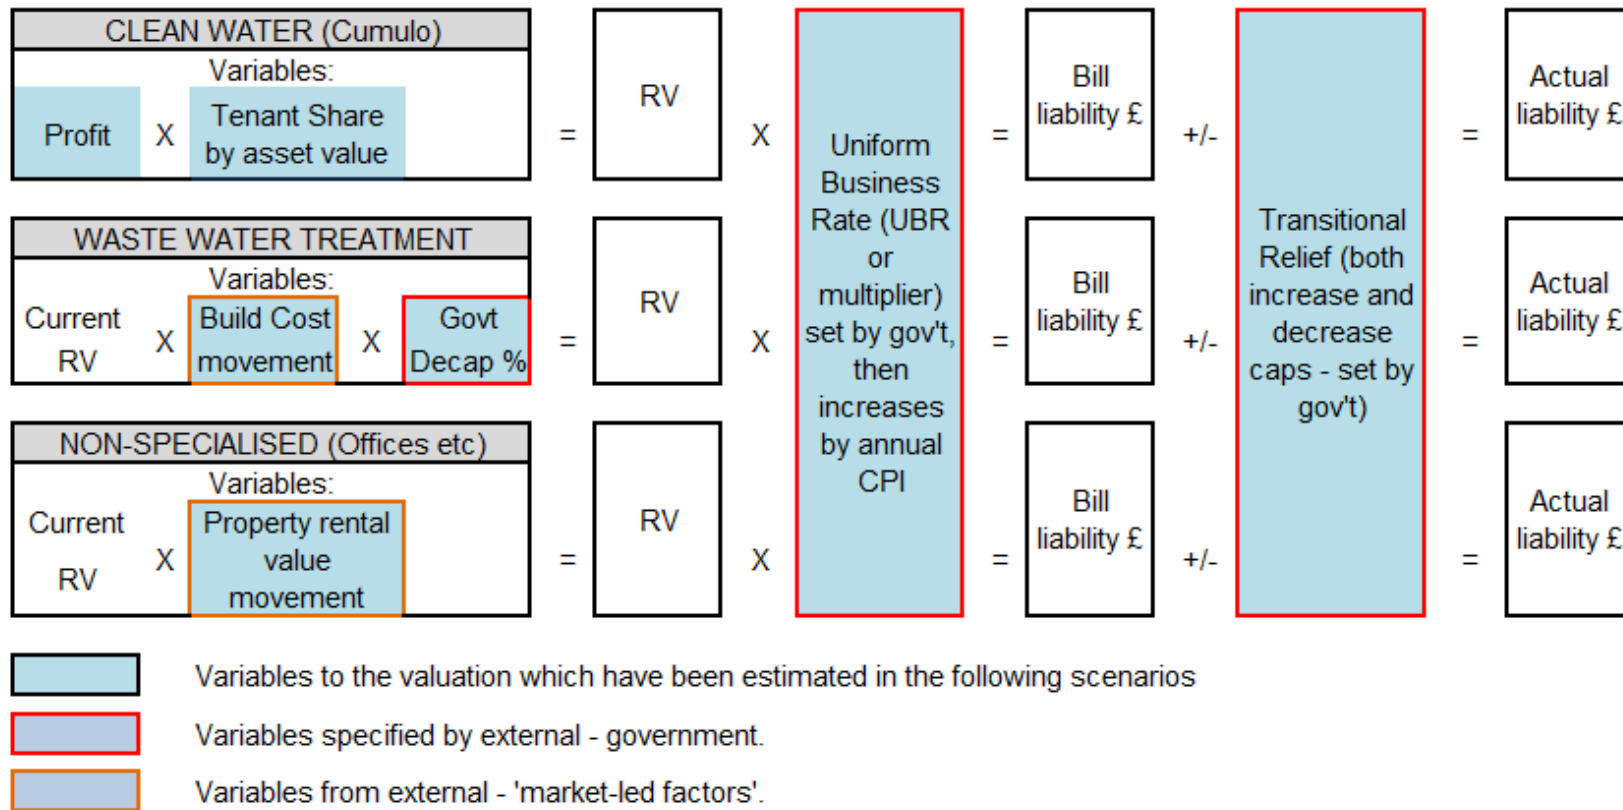 CLEAN WATER (Cumulo)
Variables:
Profit X Tenant Share
by asset value
=
RV
X
=
Bill
liability £
+/-
=
Actual
liability £
WASTE WATER TREATMENT
Variables:
Current
RV
X
Build Cost
movement
X
Govt
Decap %
=
RV
X
=
Bill
liability £
+/-
=
Actual
liability £
NON-SPECIALISED (Offices etc)
Variables:
Current
RV
X
Property rental
value
movement
=
RV
X
=
Bill
liability £
+/-
=
Actual
liability £
Uniform
Business
Rate (UBR
or
multiplier)
set by gov't,
then
increases
by annual
CPI
Transitional
Relief (both
increase and
decrease
caps - set by
gov't)
Variables to the valuation which have been estimated in the following scenarios
Variables specified by external - government.
Variables from external - 'market-led factors'.